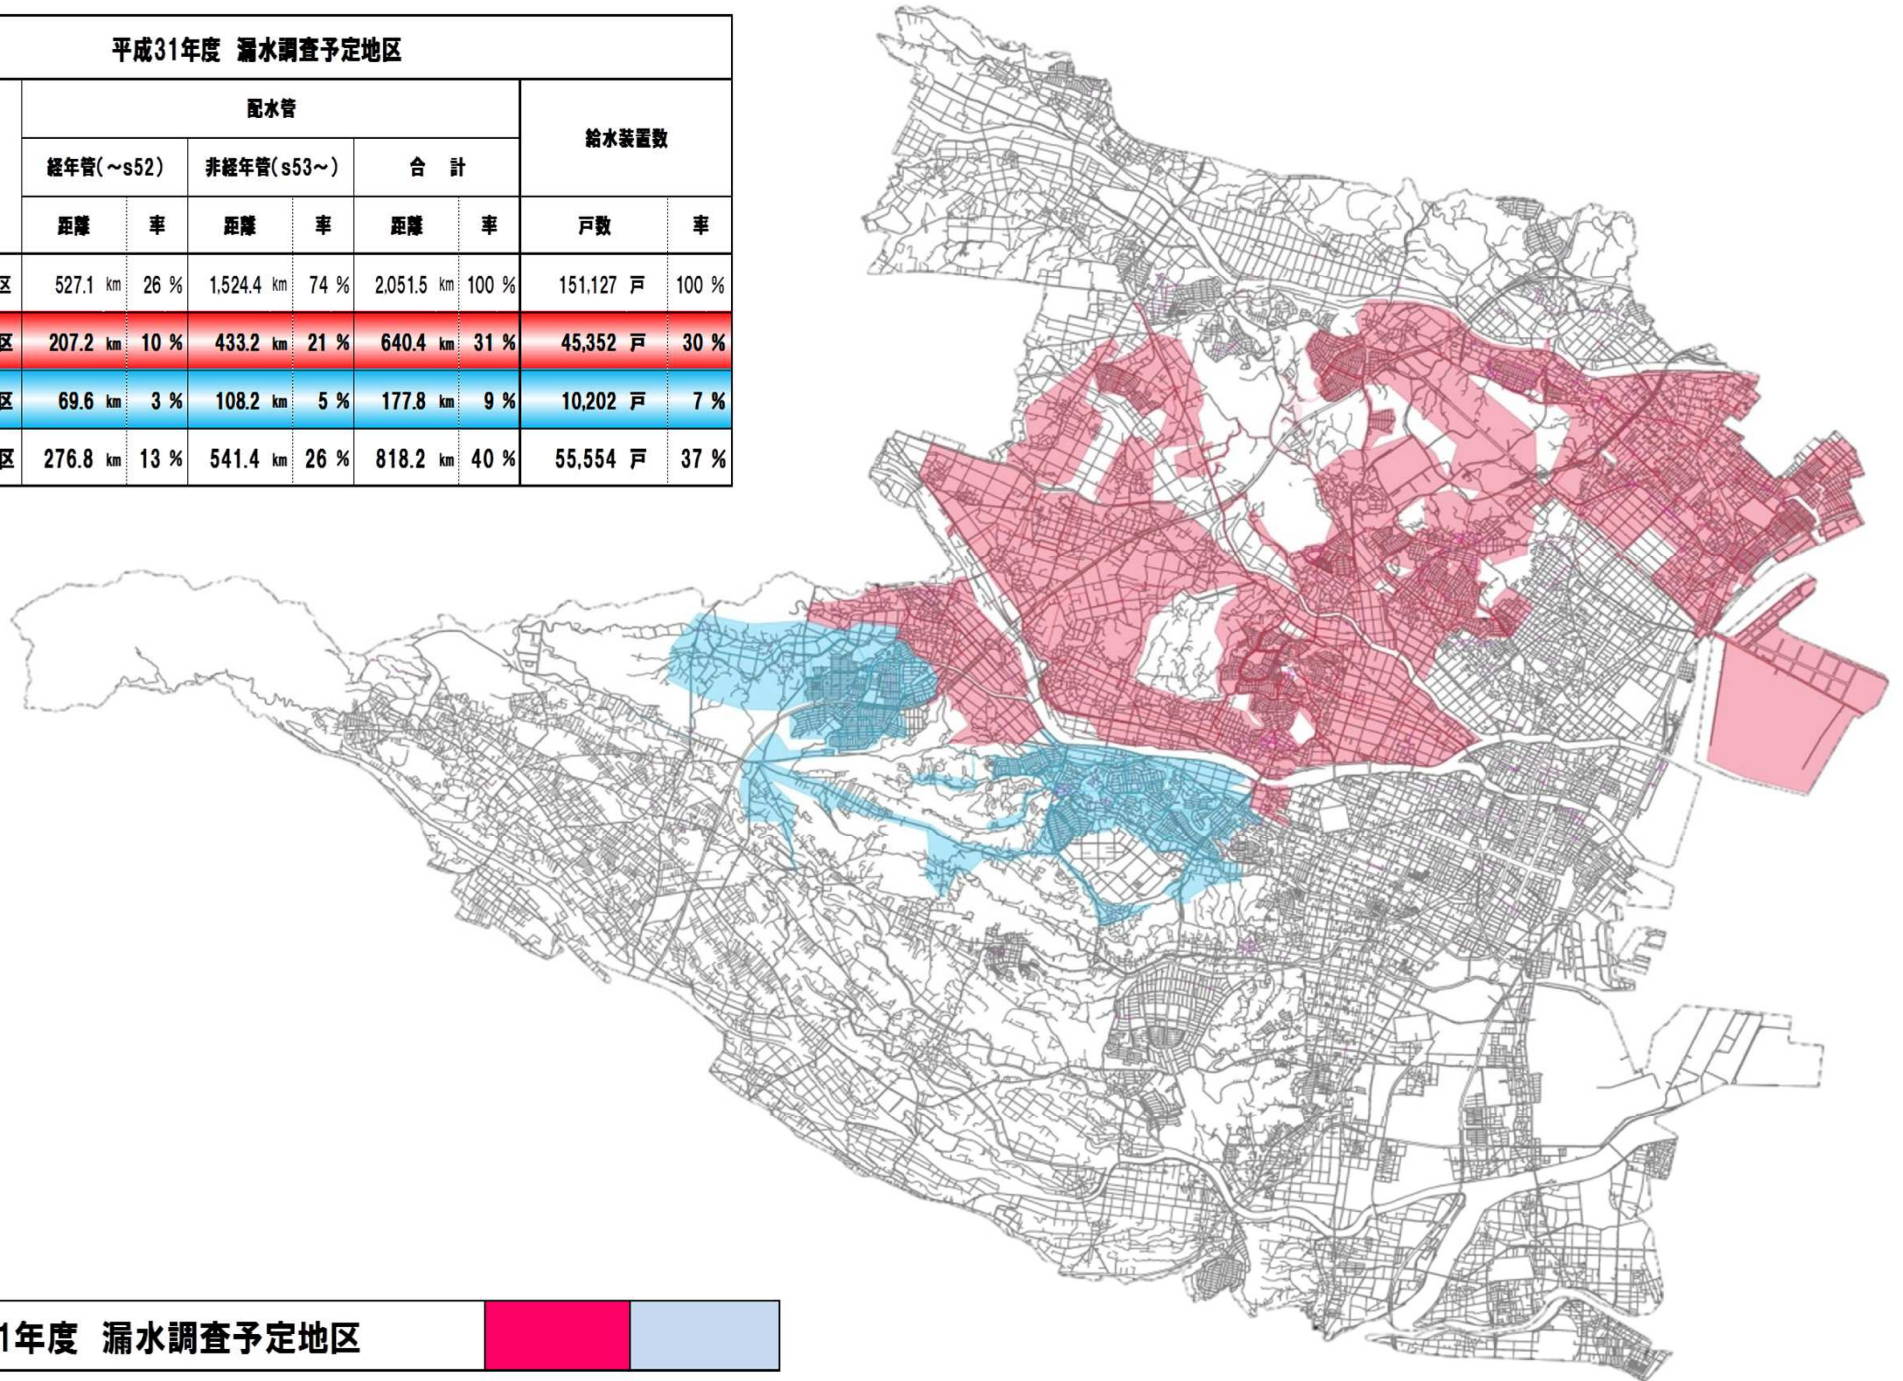 平成31年度 漏水調査予定地区
配水管
給水装置数
経年管(～s52) 非経年管(s53～) 合 計
距離 率 距離 率 距離 率 戸数 率
区 527.1 km 26 % 1,524.4 km 74 % 2,051.5 km 100 % 151,127 戸 100 %
区 207.2 km 10 % 433.2 km 21 % 640.4 km 31 % 45,352 戸 30 %
区 69.6 km 3 % 108.2 km 5 % 177.8 km 9 % 10,202 戸 7 %
区 276.8 km 13 % 541.4 km 26 % 818.2 km 40 % 55,554 戸 37 %
1年度 漏水調査予定地区